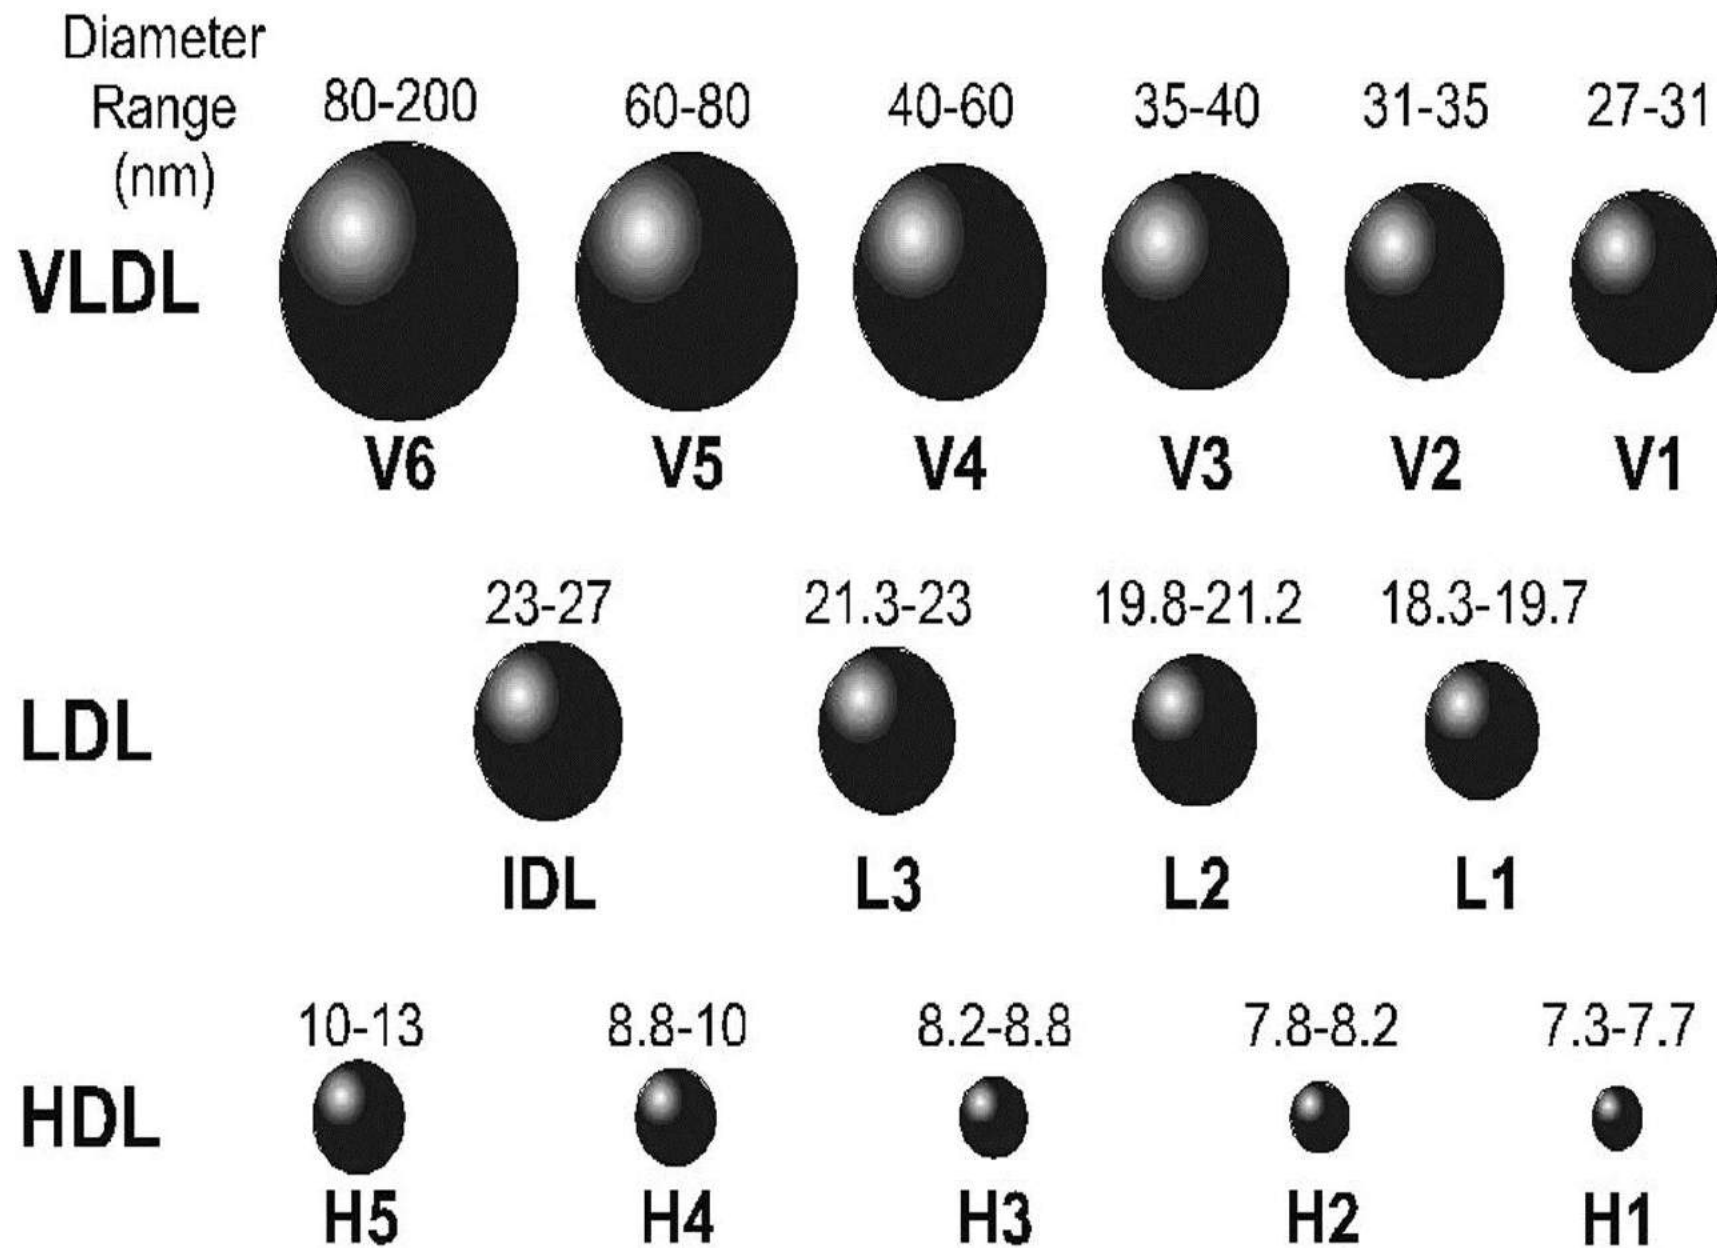 Diameter
Range 80-200 60-80 40-60 35-40 31-35 27-31
(nm)
VLDL
V6 V5 V4 V3 V2 V1
23-27 21.3-23 19.8-21.2 18.3-19.7
LDL
IDL L3 L2 L1
10-13 8.8-10 8.2-8.8 7.8-8.2 7.3-7.7
HDL
H5 H4 H3 H2 H1